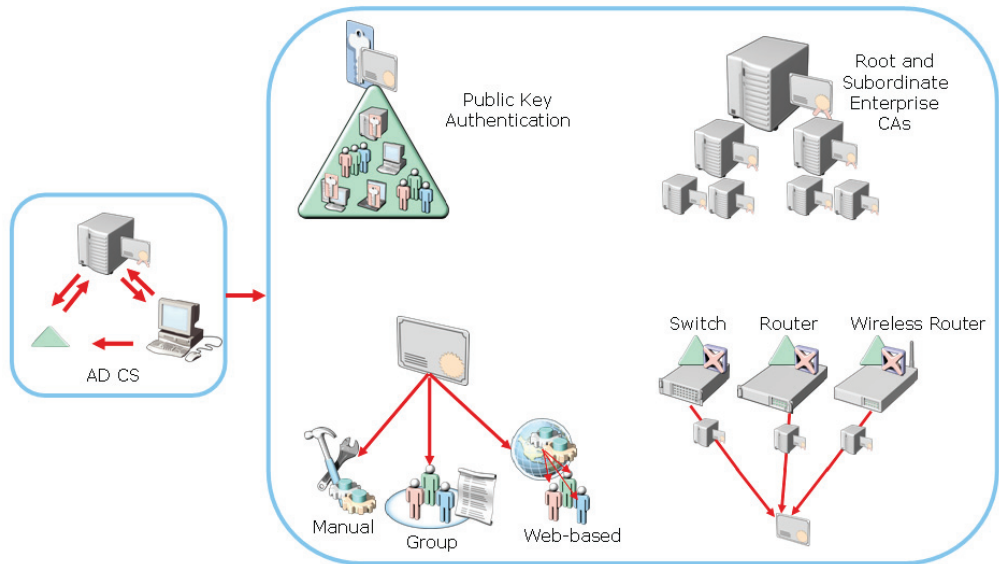 Public Key
Authentication
Root and
Subordinate
Enterprise
CAs
AD CS
Manual
Group
Web-based
Switch
Router
Wireless Router